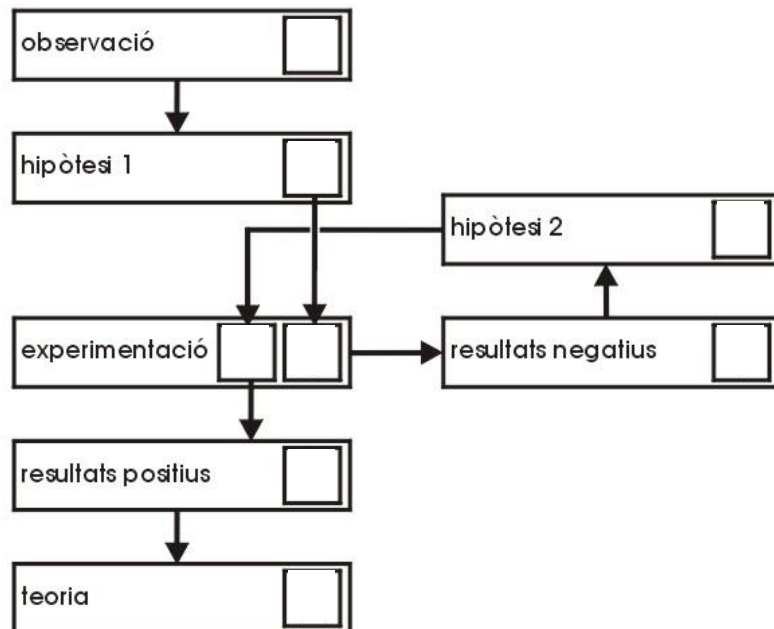 observació
hipòtesi 1
hipòtesi 2
experimentació
resultats negatius
resultats positius
teoria